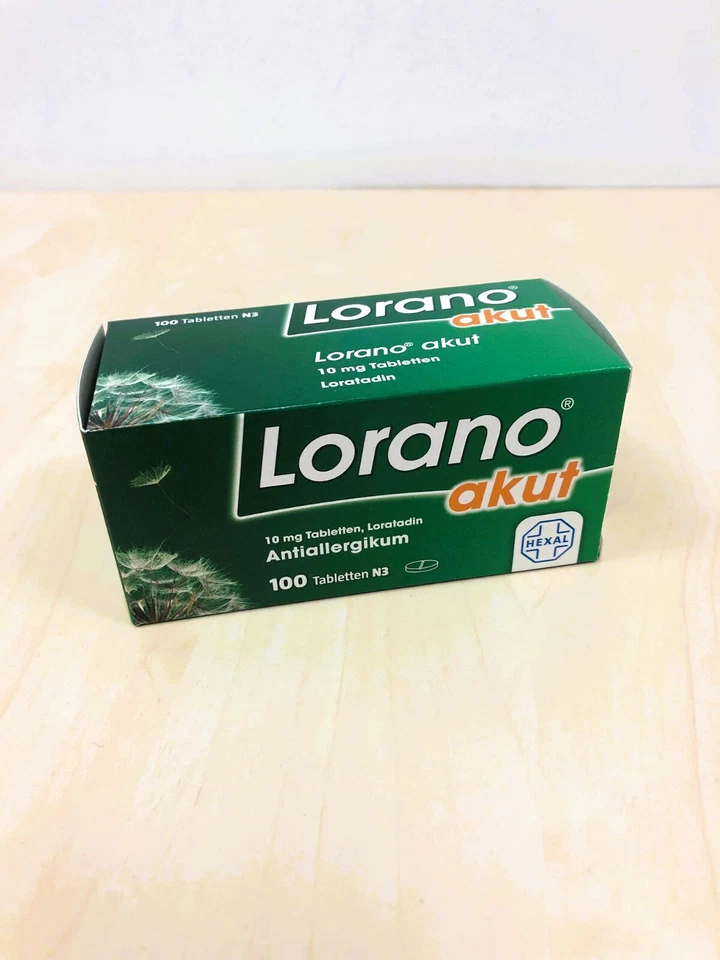 100 Tabletten N3
Lorano®
akut
Lorano® akut
10 mg Tabletten
Loratadin
Lorano®
akut
10 mg Tabletten, Loratadin
Antiallergikum
100 Tabletten N3
HEXAL